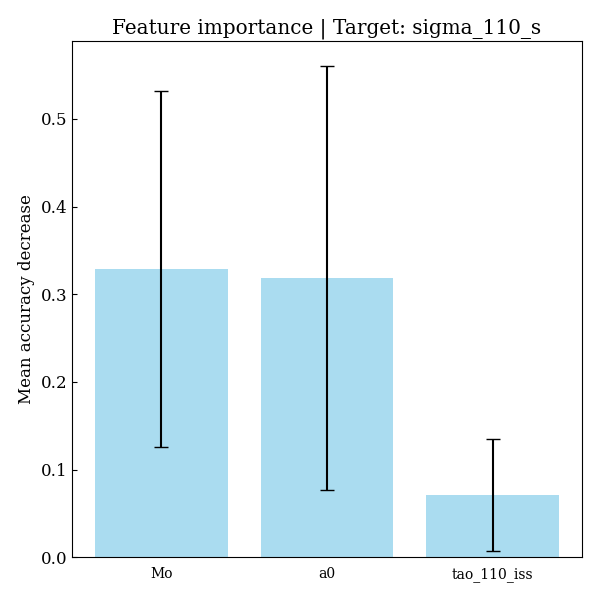 Feature importance | Target: sigma_110_s
Mean accuracy decrease
0.5
0.4
0.3
0.2
0.1
0.0
Mo
a0
tao_110_iss